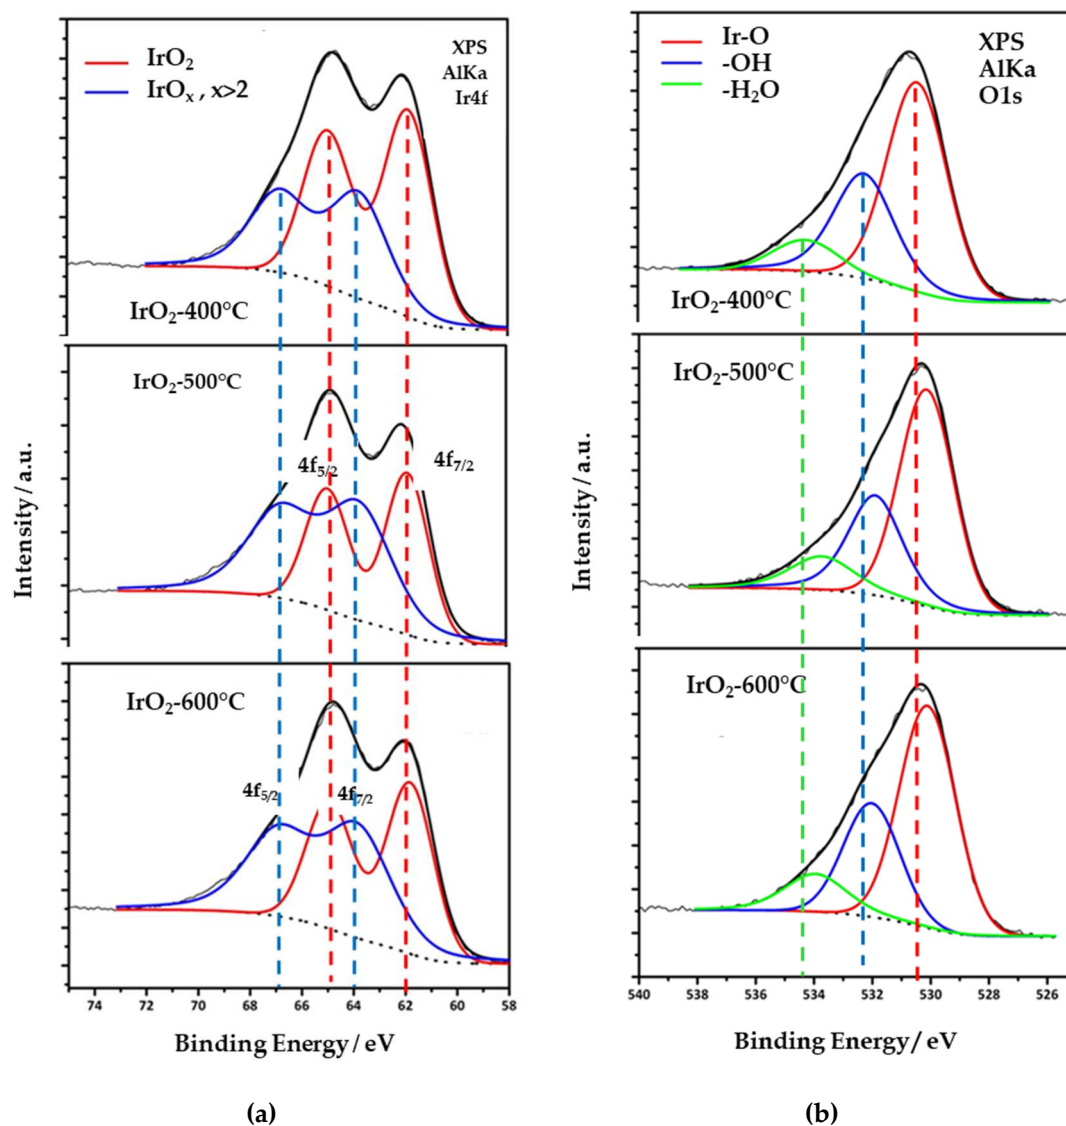 IrO2
IrOx , x>2
XPS
AlKa
Ir4f
IrO2-400°C
IrO2-500°C
4f5/2
4f7/2
IrO2-600°C
4f5/2
4f7/2
74 72 70 68 66 64 62 60 58
Binding Energy / eV
Intensity / a.u.
(a)
Ir-O
-OH
-H2O
XPS
AlKa
O1s
IrO2-400°C
IrO2-500°C
IrO2-600°C
540 538 536 534 532 530 528 526
Binding Energy / eV
Intensity / a.u.
(b)